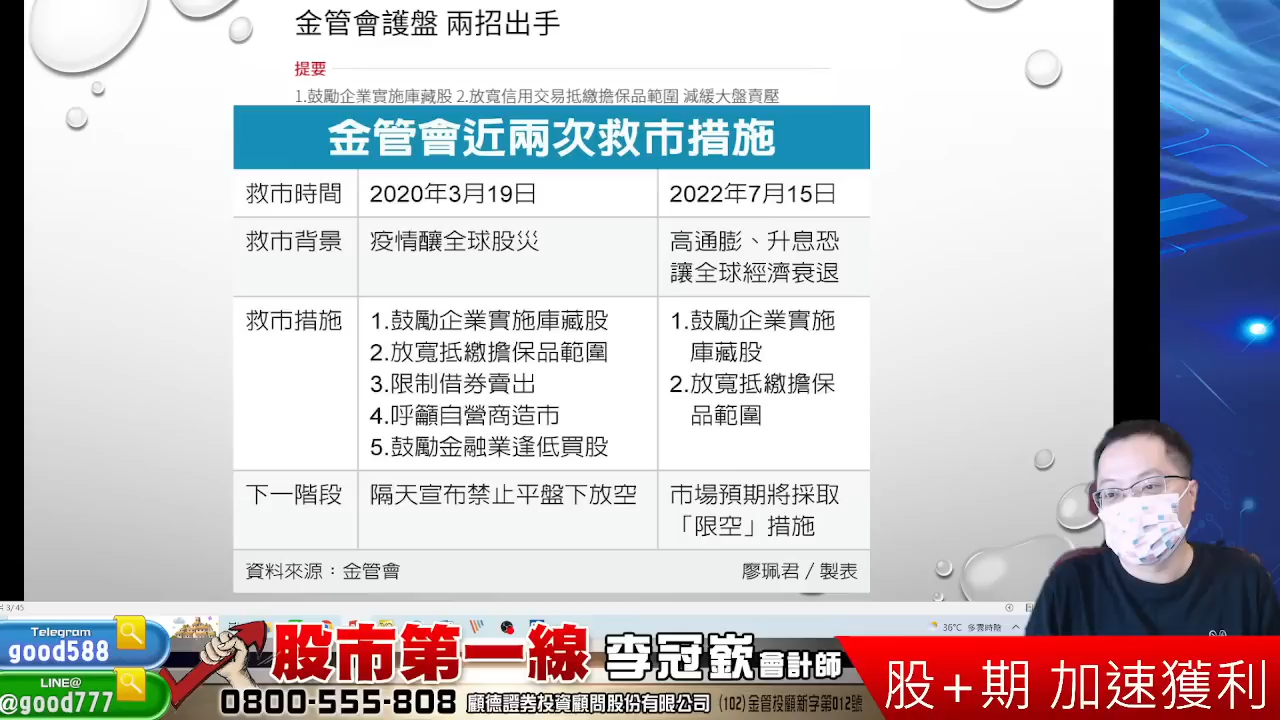 金管會護盤 兩招出手
提要
1.鼓勵企業實施庫藏股 2.放寬信用交易抵繳擔保品範圍 減緩大盤賣壓
金管會近兩次救市措施
救市時間 2020年3月19日 2022年7月15日
救市背景 疫情釀全球股災 高通膨、升息恐
讓全球經濟衰退
救市措施 1.鼓勵企業實施庫藏股 1.鼓勵企業實施
2.放寬抵繳擔保品範圍 庫藏股
3.限制借券賣出 2.放寬抵繳擔保
4.呼籲自營商造市 品範圍
5.鼓勵金融業逢低買股
下一階段 隔天宣布禁止平盤下放空 市場預期將採取
「限空」措施
資料來源：金管會 廖珮君／製表
3/45
36°C 多雲時陰
Telegram
good588
LINE@
@good777
股市第一線 李冠嶔 會計師
0800-555-808 顧德證券投資顧問股份有限公司 (102)金管投顧新字第012號
股+期 加速獲利